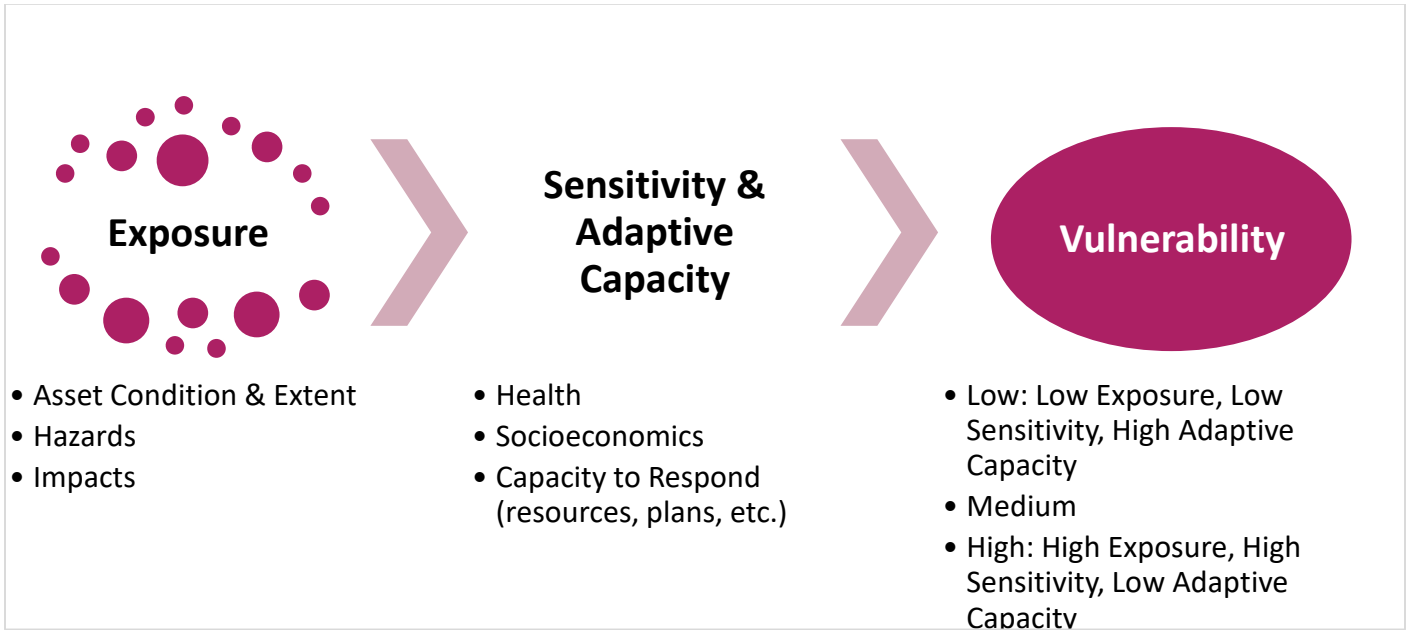 Exposure
• Asset Condition & Extent
• Hazards
• Impacts
Sensitivity &
Adaptive
Capacity
• Health
• Socioeconomics
• Capacity to Respond
(resources, plans, etc.)
Vulnerability
• Low: Low Exposure, Low
Sensitivity, High Adaptive
Capacity
• Medium
• High: High Exposure, High
Sensitivity, Low Adaptive
Capacity